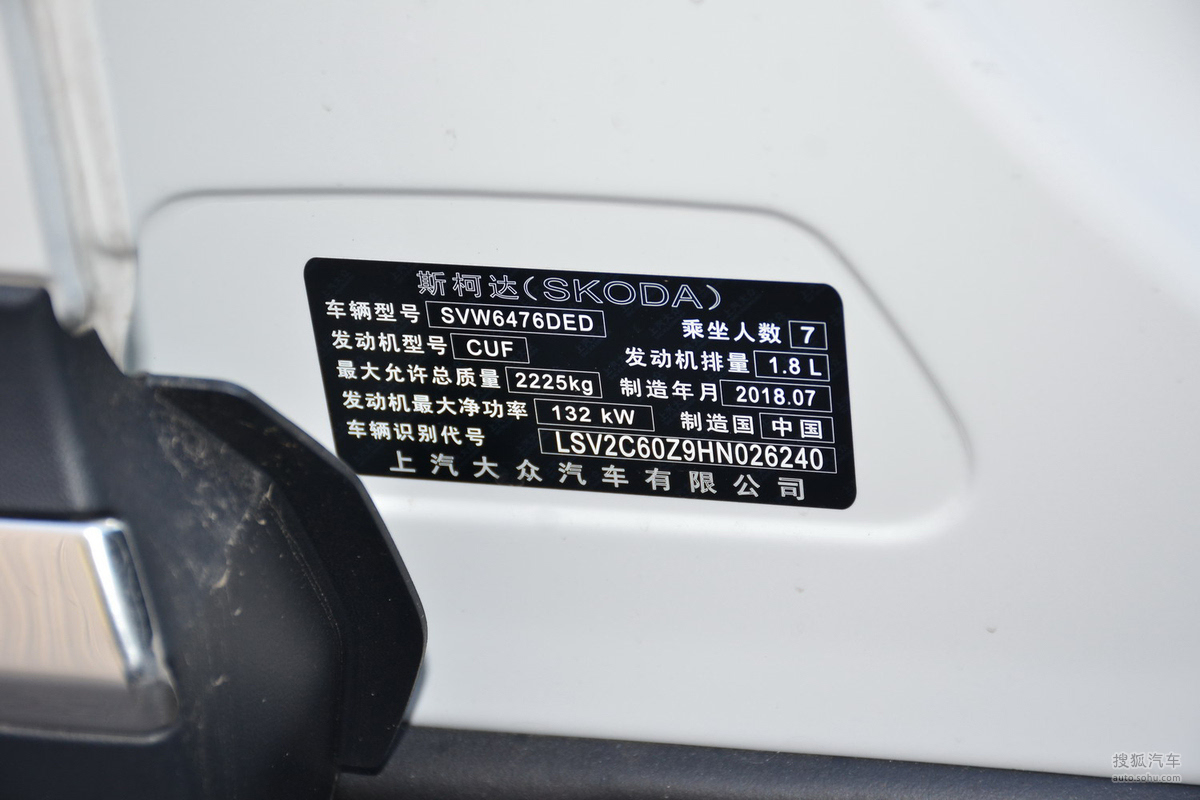 斯柯达(SKODA)
车辆型号 SVW6476DED 乘坐人数 7
发动机型号 CUF 发动机排量 1.8 L
最大允许总质量 2225kg 制造年月 2018.07
发动机最大净功率 132 kW 制造国 中国
车辆识别代号 LSV2C60Z9HN026240
上汽大众汽车有限公司
搜狐汽车
auto.sohu.com